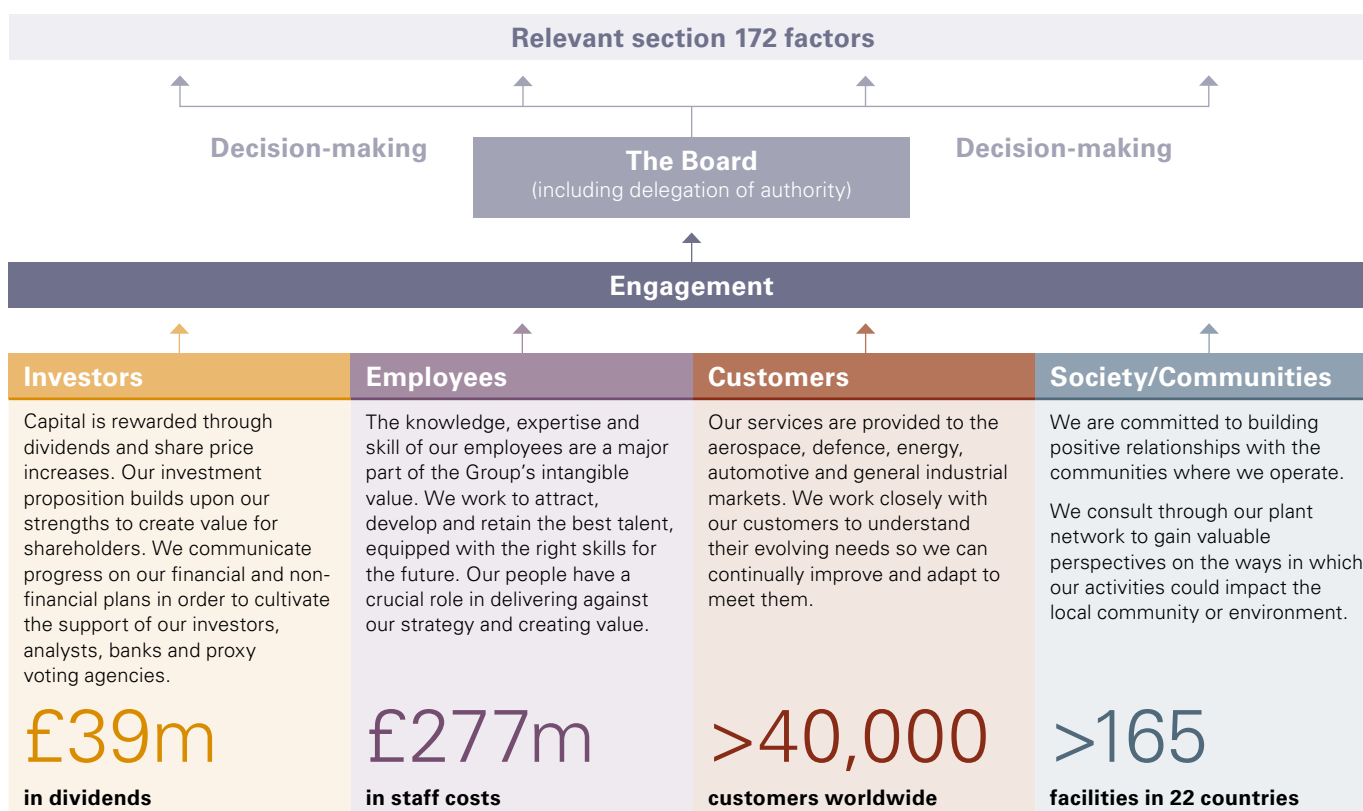 Relevant section 172 factors
Decision-making
Decision-making
The Board
(including delegation of authority)
Engagement
Investors
Capital is rewarded through
dividends and share price
increases. Our investment
proposition builds upon our
strengths to create value for
shareholders. We communicate
progress on our financial and non-
financial plans in order to cultivate
the support of our investors,
analysts, banks and proxy
voting agencies.
£39m
in dividends
Employees
The knowledge, expertise and
skill of our employees are a major
part of the Group’s intangible
value. We work to attract,
develop and retain the best talent,
equipped with the right skills for
the future. Our people have a
crucial role in delivering against
our strategy and creating value.
£277m
in staff costs
Customers
Our services are provided to the
aerospace, defence, energy,
automotive and general industrial
markets. We work closely with
our customers to understand
their evolving needs so we can
continually improve and adapt to
meet them.
>40,000
customers worldwide
Society/Communities
We are committed to building
positive relationships with the
communities where we operate.
We consult through our plant
network to gain valuable
perspectives on the ways in which
our activities could impact the
local community or environment.
>165
facilities in 22 countries